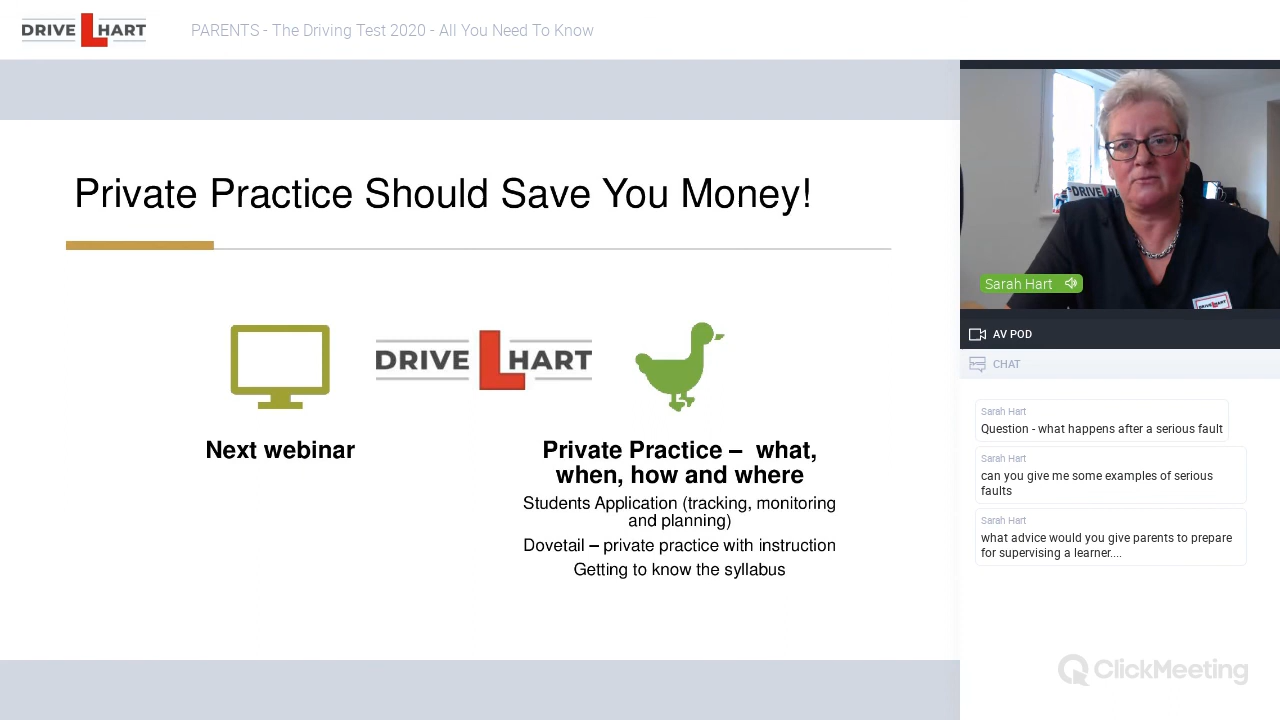 DRIVE L HART
PARENTS - The Driving Test 2020 - All You Need To Know
Private Practice Should Save You Money!
DRIVE L HART
Next webinar
Private Practice – what,
when, how and where
Students Application (tracking, monitoring
and planning)
Dovetail – private practice with instruction
Getting to know the syllabus
DRIVE L HART
Sarah Hart
DRIVE L HART
AV POD
CHAT
Sarah Hart
Question - what happens after a serious fault
Sarah Hart
can you give me some examples of serious
faults
Sarah Hart
what advice would you give parents to prepare
for supervising a learner....
ClickMeeting